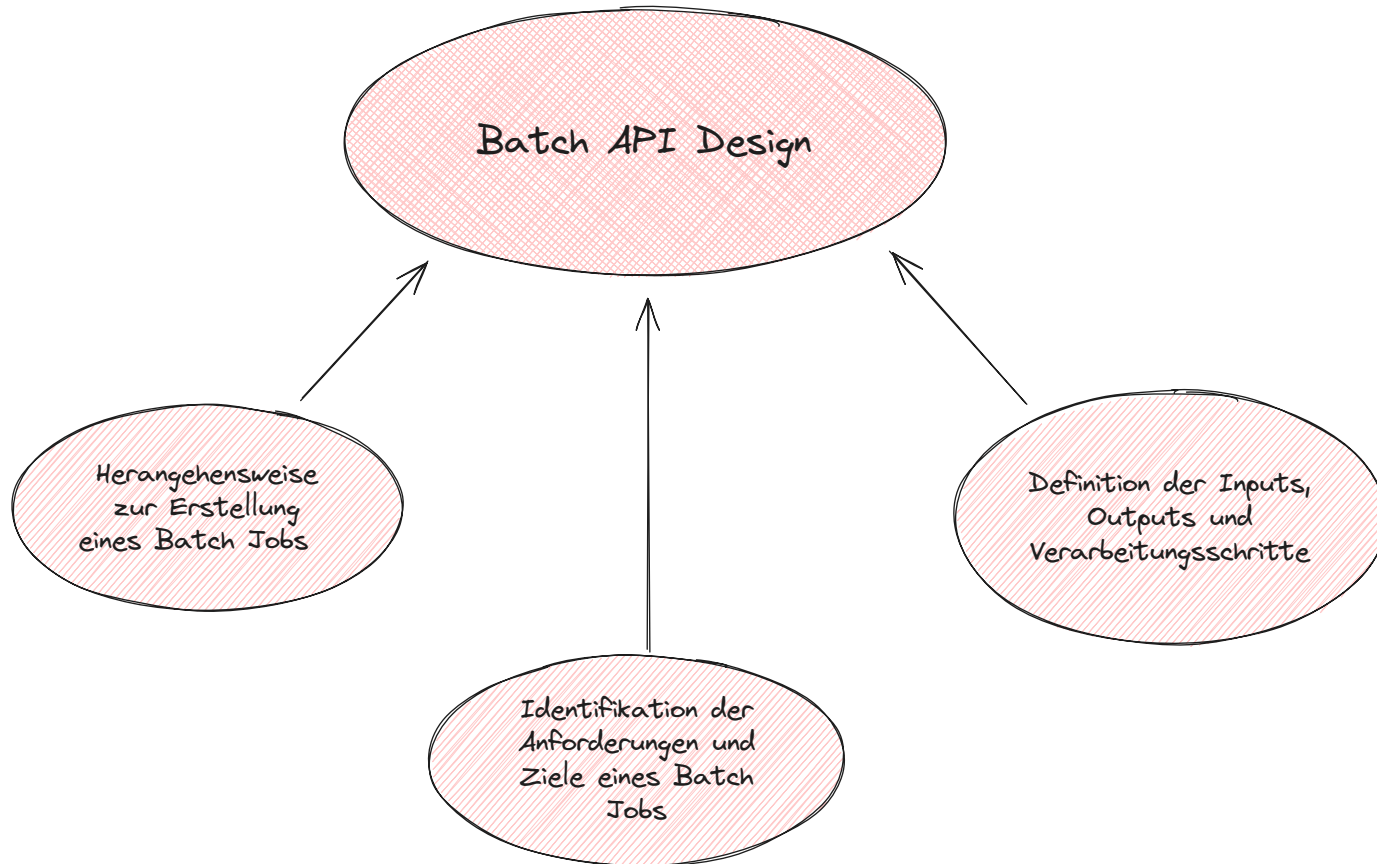 Batch API Design
Herangehensweise
zur Erstellung
eines Batch Jobs
Definition der Inputs,
Outputs und
Verarbeitungsschritte
Identifikation der
Anforderungen und
Ziele eines Batch
Jobs